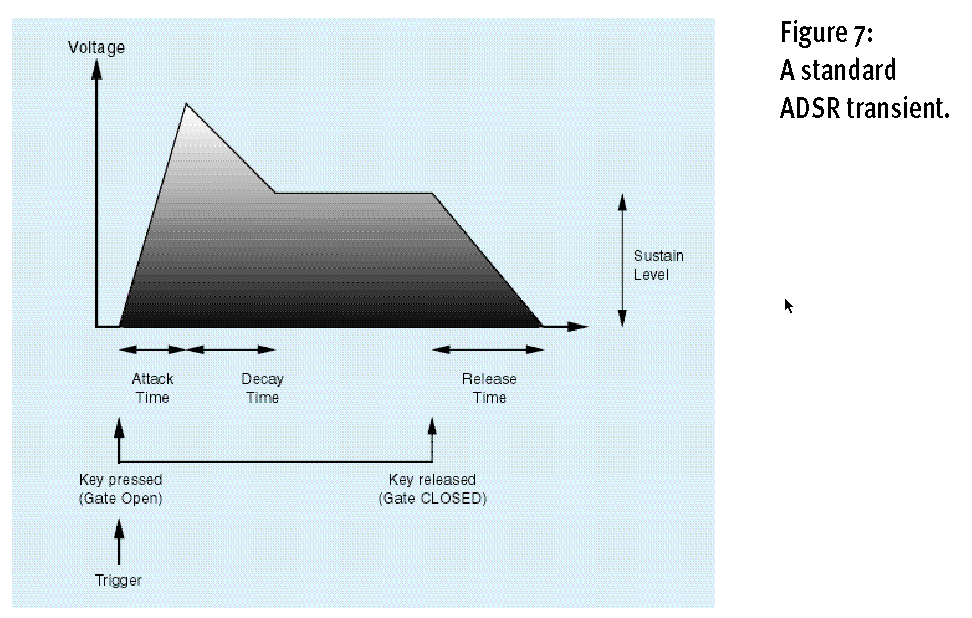 Figure 7:
A standard
ADSR transient.
Voltage
Sustain
Level
Attack
Time
Decay
Time
Release
Time
Key pressed
(Gate Open)
Key released
(Gate CLOSED)
Trigger